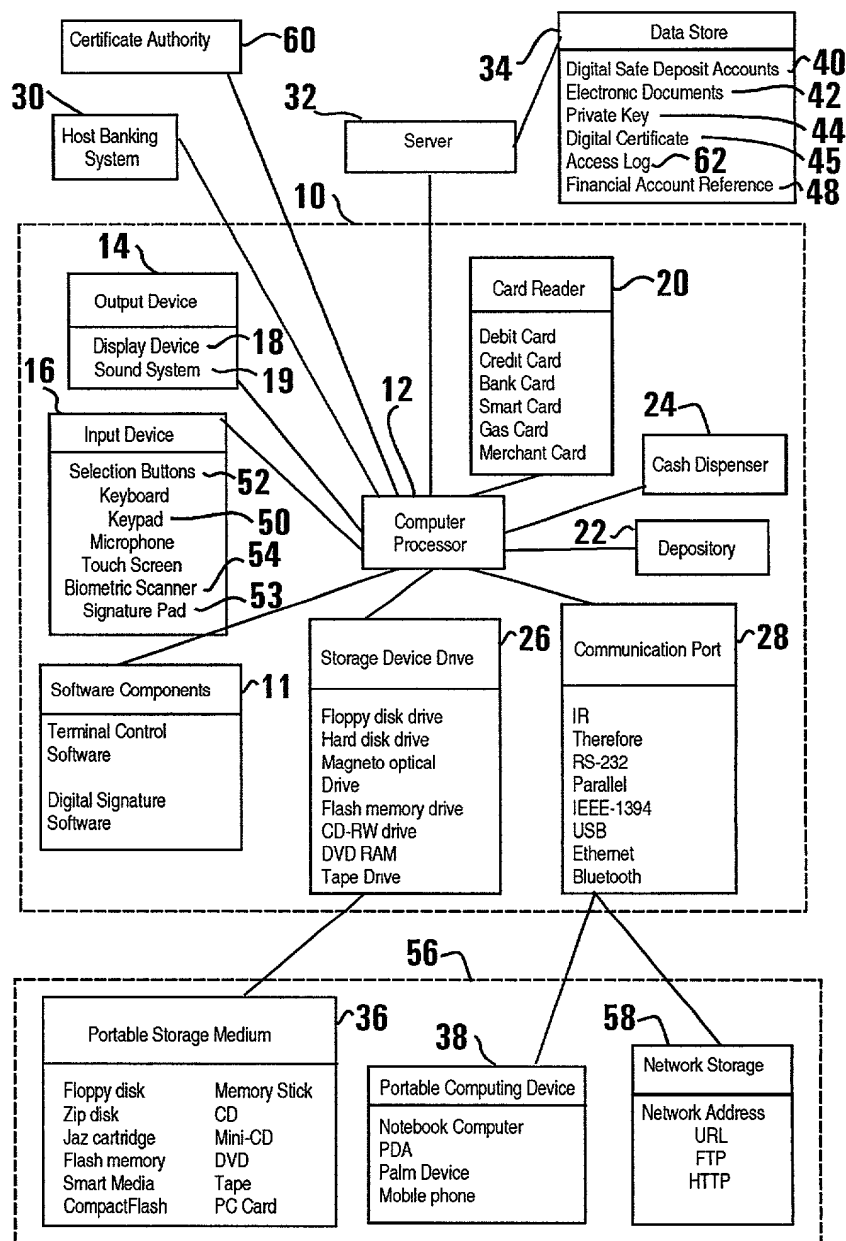 Certificate Authority
60
34
Data Store
Digital Safe Deposit Accounts
40
Electronic Documents
42
Private Key
44
Digital Certificate
45
Access Log
62
Financial Account Reference
48
30
Host Banking
System
32
Server
10
14
Output Device
Display Device
18
Sound System
19
Card Reader
20
Debit Card
Credit Card
Bank Card
Smart Card
Gas Card
Merchant Card
16
Input Device
Selection Buttons
52
Keyboard
Keypad
50
Microphone
Touch Screen
54
Biometric Scanner
Signature Pad
53
12
Computer
Processor
24
Cash Dispenser
22
Depository
Software Components
11
Terminal Control
Software
Digital Signature
Software
Storage Device Drive
26
Floppy disk drive
Hard disk drive
Magneto optical
Drive
Flash memory drive
CD-RW drive
DVD RAM
Tape Drive
Communication Port
28
IR
Therefore
RS-232
Parallel
IEEE-1394
USB
Ethernet
Bluetooth
56
Portable Storage Medium
36
Floppy disk Memory Stick
Zip disk CD
Jaz cartridge Mini-CD
Flash memory DVD
Smart Media Tape
CompactFlash PC Card
38
Portable Computing Device
Notebook Computer
PDA
Palm Device
Mobile phone
58
Network Storage
Network Address
URL
FTP
HTTP